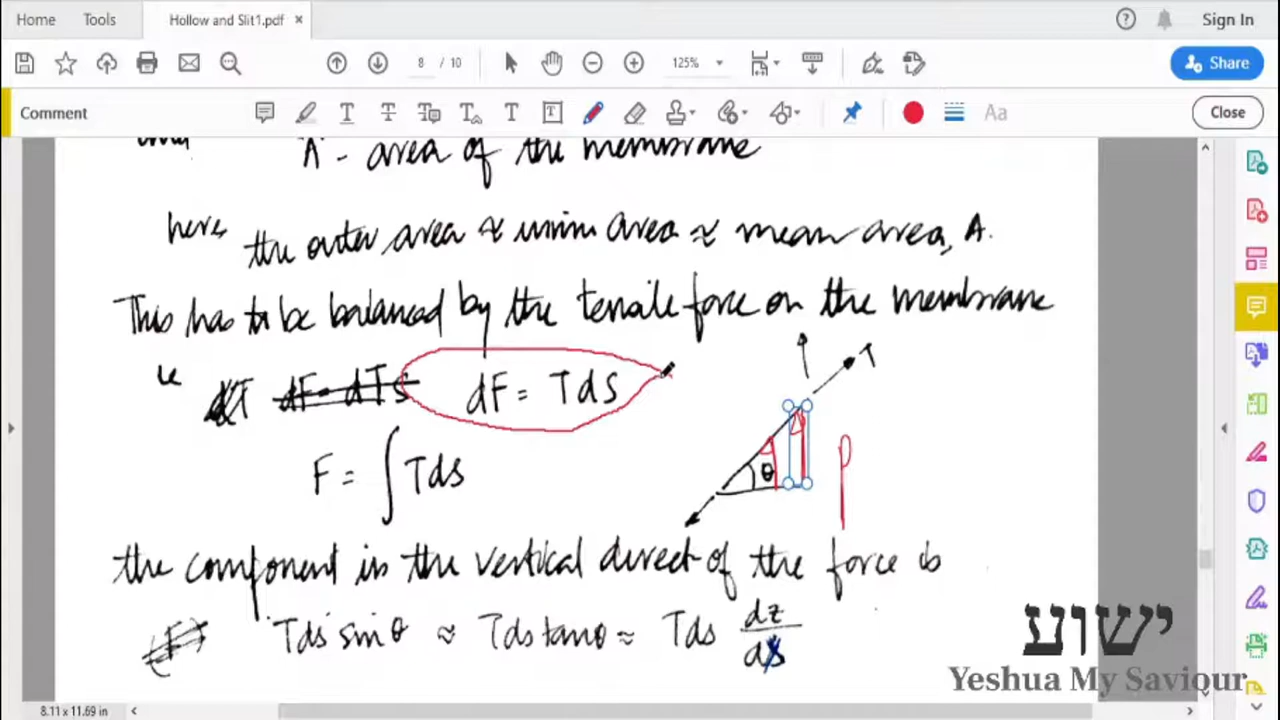 Home Tools Hollow and Slit1.pdf × Sign In
8 / 10 125% Share
Comment Aa Close
A - area of the membrane
here, the outer area ≈ area ≈ mean area, A.
This has to be balanced by the tensile force on the membrane
ie dF = TdS
T
F = ∫ Tds
θ
the component in the vertical direct of the force is
Tds sinθ ≈ Tds tanθ ≈ Tds dz/
ישוע
Yeshua My Saviour
8.11 x 11.69 in